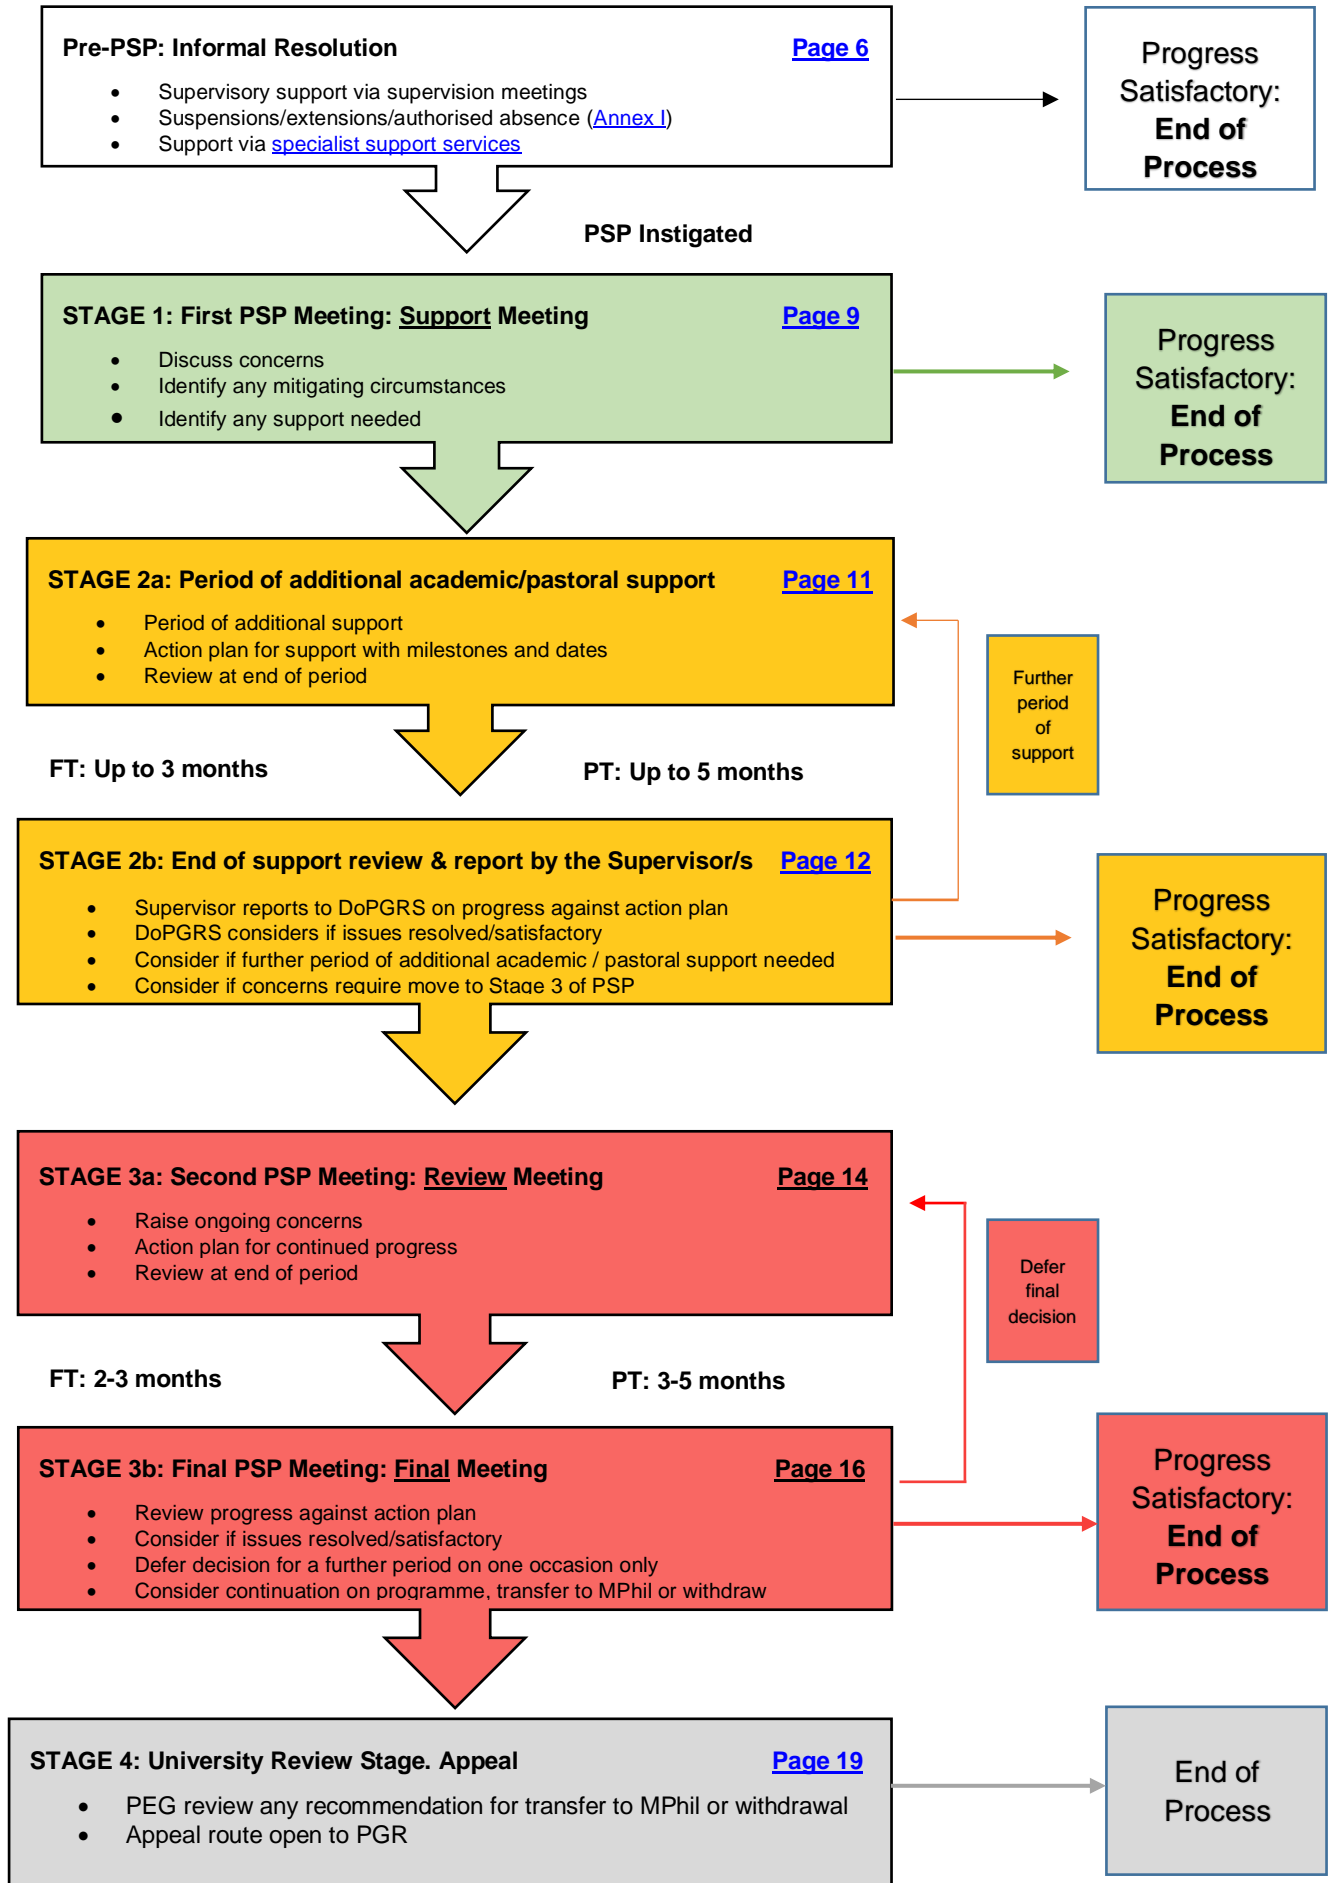 Pre-PSP: Informal Resolution Page 6
• Supervisory support via supervision meetings
• Suspensions/extensions/authorised absence (Annex I)
• Support via specialist support services
Progress
Satisfactory:
End of
Process
PSP Instigated
STAGE 1: First PSP Meeting: Support Meeting Page 9
• Discuss concerns
• Identify any mitigating circumstances
• Identify any support needed
Progress
Satisfactory:
End of
Process
STAGE 2a: Period of additional academic/pastoral support Page 11
• Period of additional support
• Action plan for support with milestones and dates
• Review at end of period
Further
period
of
support
FT: Up to 3 months PT: Up to 5 months
STAGE 2b: End of support review & report by the Supervisor/s Page 12
• Supervisor reports to DoPGRS on progress against action plan
• DoPGRS considers if issues resolved/satisfactory
• Consider if further period of additional academic / pastoral support needed
• Consider if concerns require move to Stage 3 of PSP
Progress
Satisfactory:
End of
Process
STAGE 3a: Second PSP Meeting: Review Meeting Page 14
• Raise ongoing concerns
• Action plan for continued progress
• Review at end of period
Defer
final
decision
FT: 2-3 months PT: 3-5 months
STAGE 3b: Final PSP Meeting: Final Meeting Page 16
• Review progress against action plan
• Consider if issues resolved/satisfactory
• Defer decision for a further period on one occasion only
• Consider continuation on programme, transfer to MPhil or withdraw
Progress
Satisfactory:
End of
Process
STAGE 4: University Review Stage. Appeal Page 19
• PEG review any recommendation for transfer to MPhil or withdrawal
• Appeal route open to PGR
End of
Process